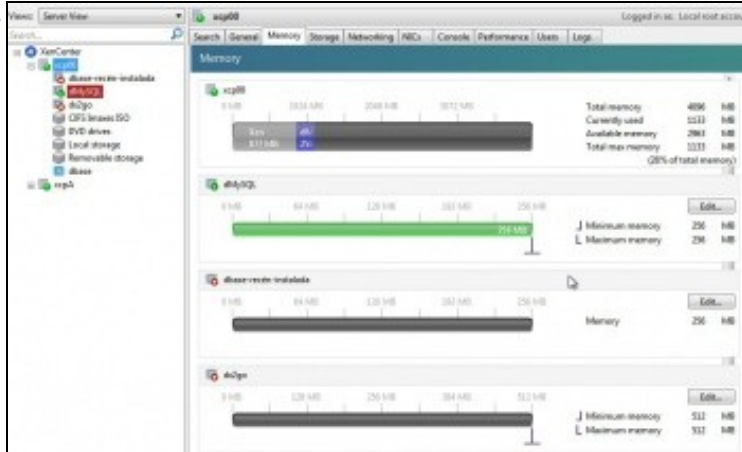 Views: Server View
Search...
XenCenter
xcp00
dbase-recén-instalada
dMySQL
ds2go
CIFS Images ISO
DVD drives
Local storage
Removable storage
dbase
xcpA
xcp00
Logged in as: Local root account
Search General Memory Storage Networking NICs Console Performance Users Logs
Memory
xcp00
0 MB 1024 MB 2048 MB 3072 MB
Xen
Total memory 4096 MB
Currently used 1133 MB
Available memory 2963 MB
Total max memory 1133 MB
(28% of total memory)
dMySQL
0 MB 64 MB 128 MB 192 MB 256 MB
256 MB
Edit...
Minimum memory 256 MB
Maximum memory 256 MB
dbase-recén-instalada
0 MB 64 MB 128 MB 192 MB 256 MB
Edit...
Memory 256 MB
ds2go
0 MB 128 MB 256 MB 384 MB 512 MB
Edit...
Minimum memory 512 MB
Maximum memory 512 MB